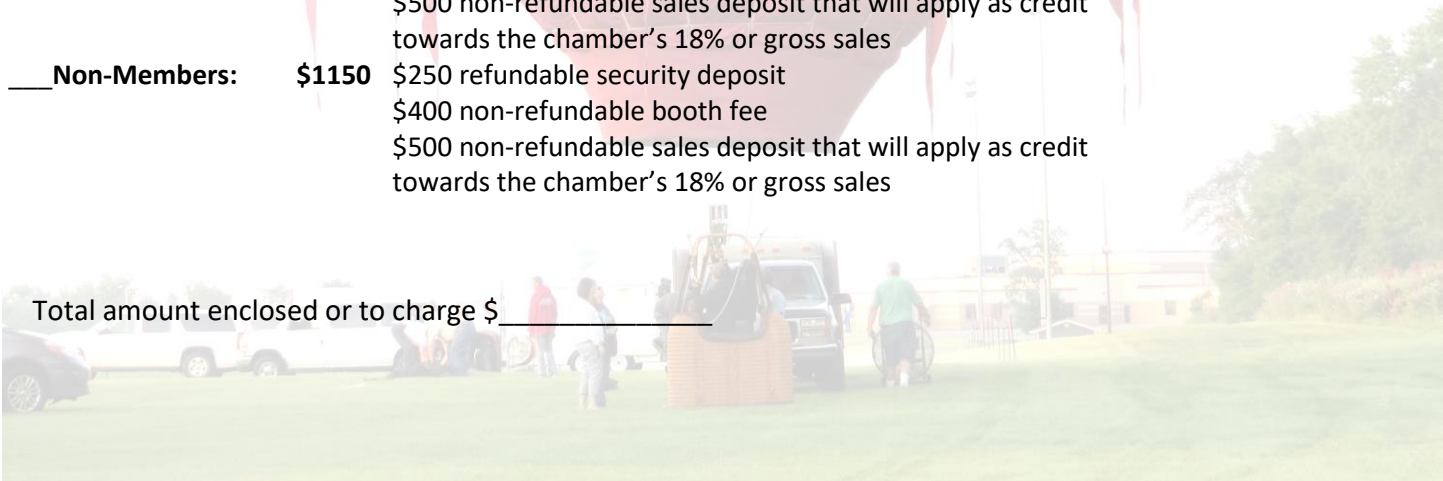 $500 non-refundable sales deposit that will apply as credit
towards the chamber’s 18% or gross sales
___Non-Members: $1150 $250 refundable security deposit
$400 non-refundable booth fee
$500 non-refundable sales deposit that will apply as credit
towards the chamber’s 18% or gross sales
Total amount enclosed or to charge $______________